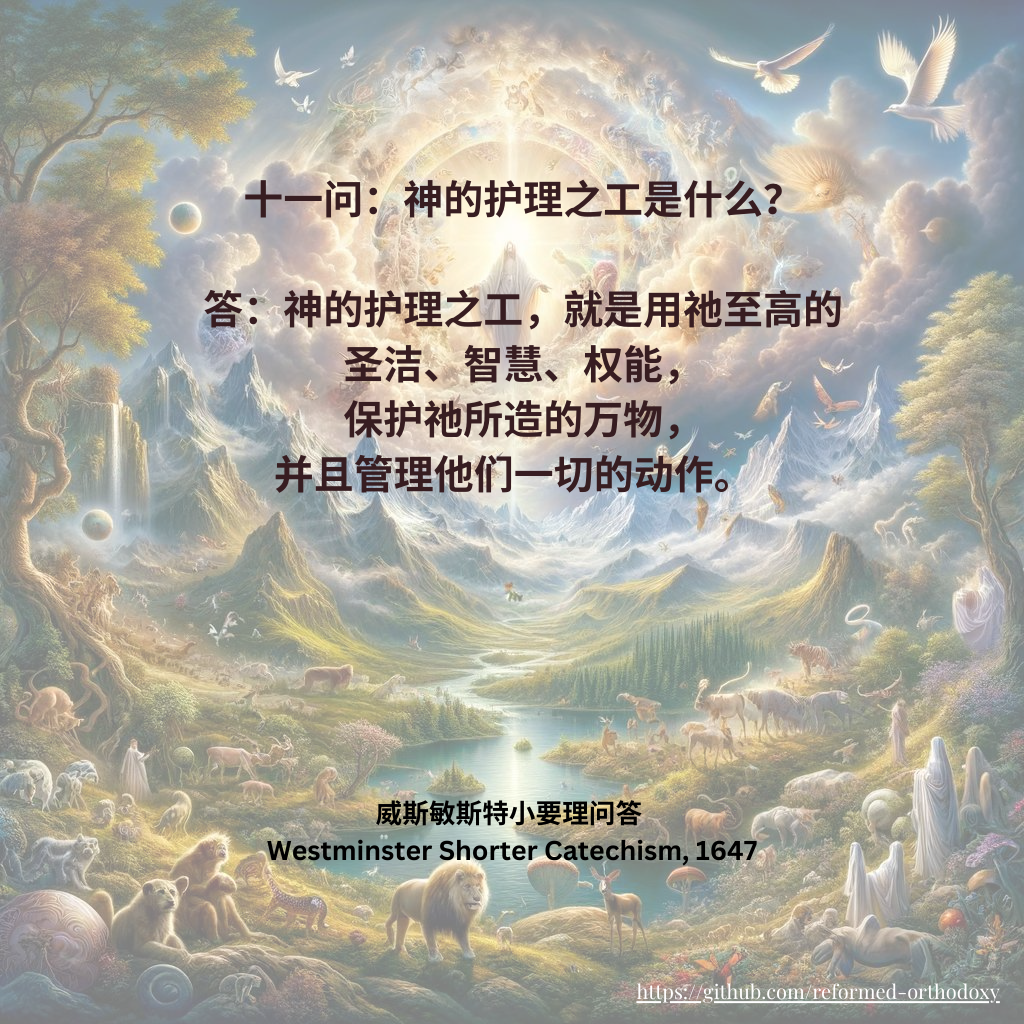 十一问：神的护理之工是什么？
答：神的护理之工，就是用祂至高的
圣洁、智慧、权能，
保护祂所造的万物，
并且管理他们一切的动作。
威斯敏斯特小要理问答
Westminster Shorter Catechism, 1647
https://github.com/reformed-orthodoxy